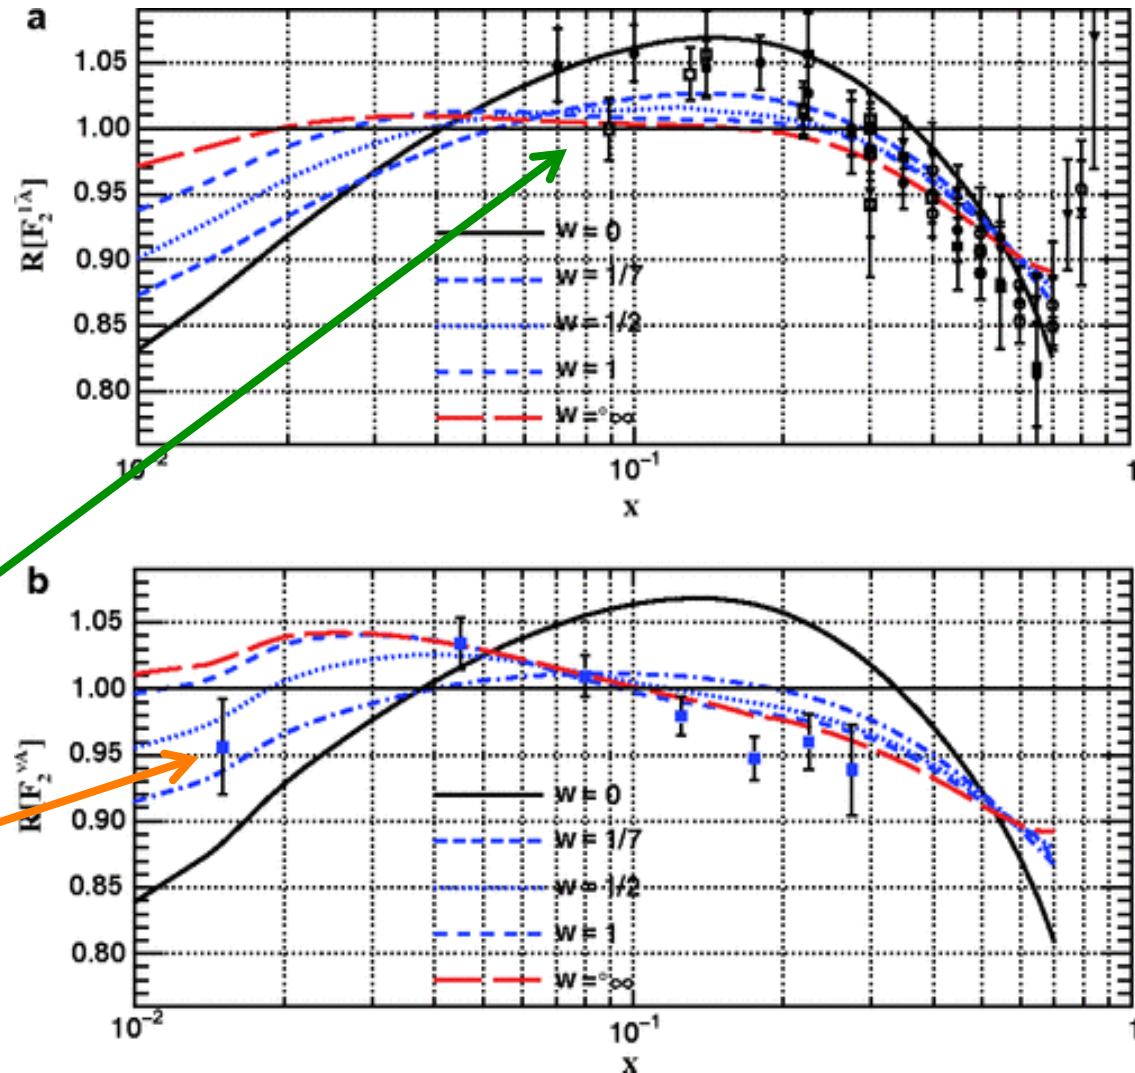 a
1.05
1.00
0.95
0.90
0.85
0.80
R[F₂^lA]
w = 0
w = 1/7
w = 1/2
w = 1
w = ∞
10⁻²
10⁻¹
1
x
b
1.05
1.00
0.95
0.90
0.85
0.80
R[F₂^νA]
w = 0
w = 1/7
w = 1/2
w = 1
w = ∞
10⁻²
10⁻¹
1
x